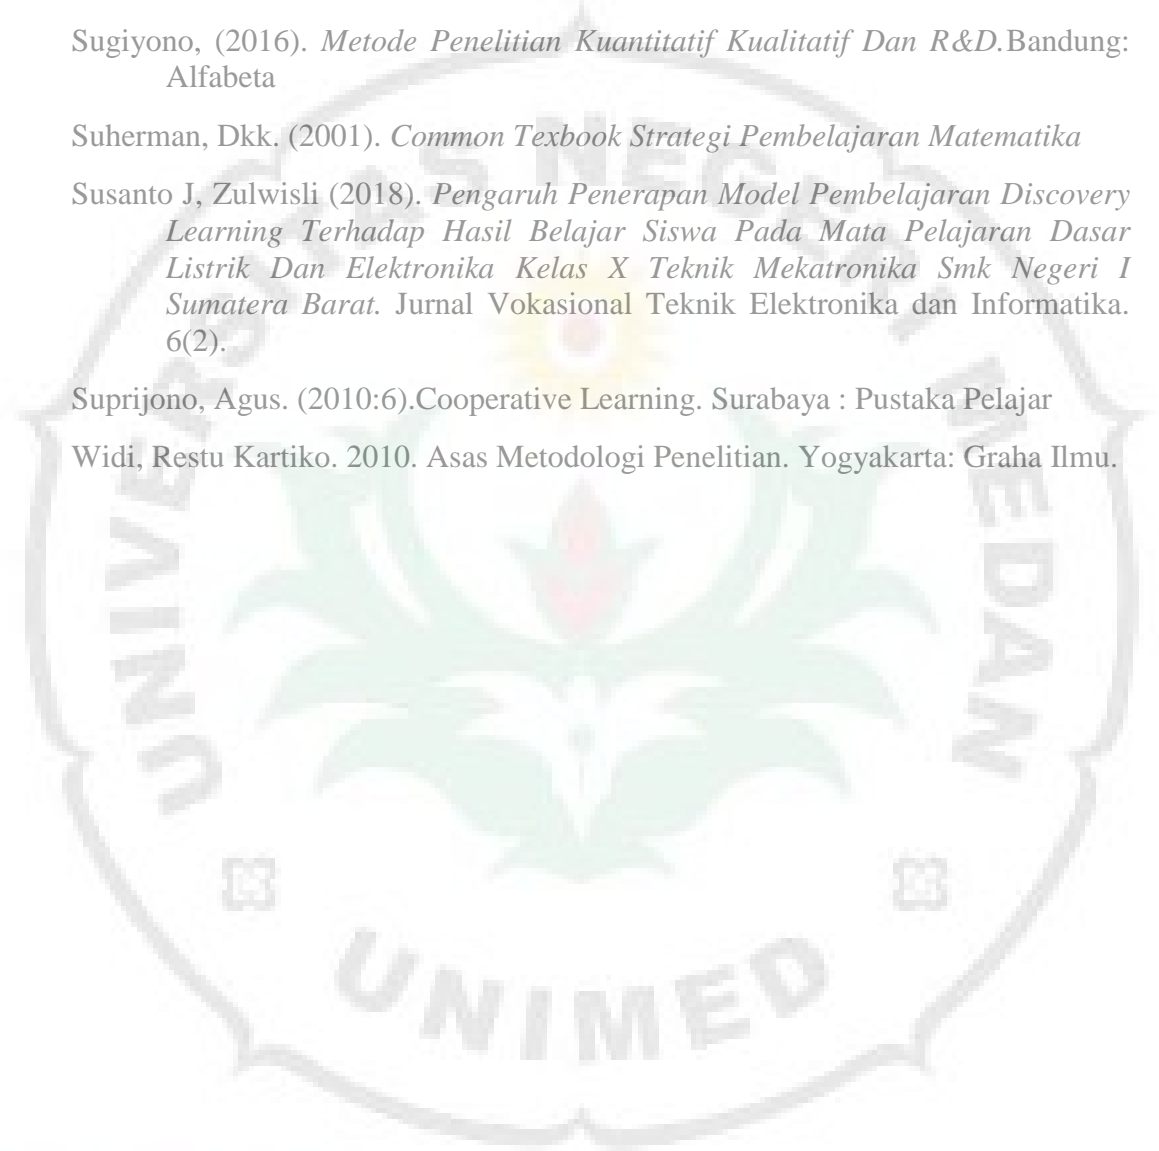 Sugiyono, (2016). Metode Penelitian Kuantitatif Kualitatif Dan R&D.Bandung:
Alfabeta
Suherman, Dkk. (2001). Common Texbook Strategi Pembelajaran Matematika
Susanto J, Zulwisli (2018). Pengaruh Penerapan Model Pembelajaran Discovery
Learning Terhadap Hasil Belajar Siswa Pada Mata Pelajaran Dasar
Listrik Dan Elektronika Kelas X Teknik Mekatronika Smk Negeri I
Sumatera Barat. Jurnal Vokasional Teknik Elektronika dan Informatika.
6(2).
Suprijono, Agus. (2010:6).Cooperative Learning. Surabaya : Pustaka Pelajar
Widi, Restu Kartiko. 2010. Asas Metodologi Penelitian. Yogyakarta: Graha Ilmu.
UNIVERSITAS NEGERI MEDAN
UNIMED